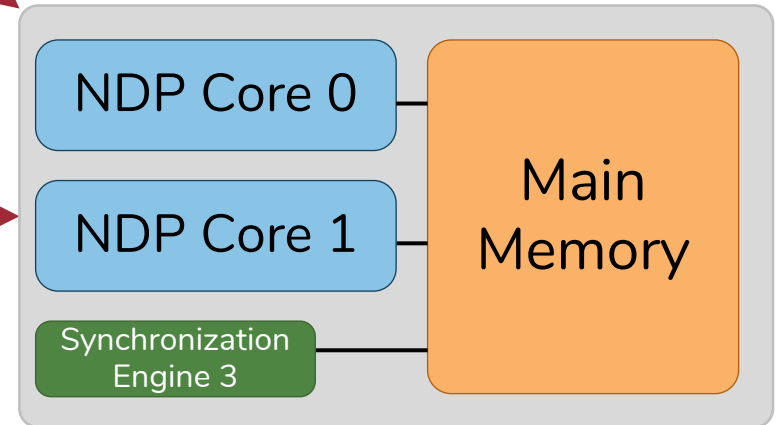 NDP Core 0
NDP Core 1
Synchronization
Engine 3
Main
Memory